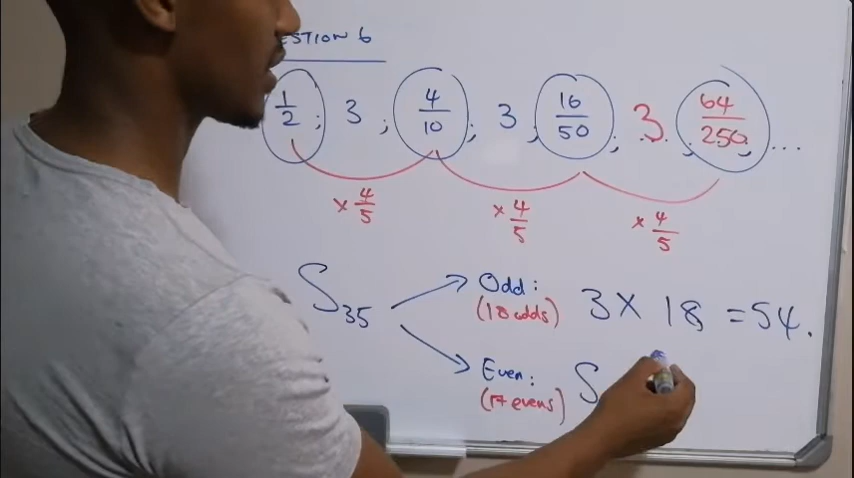 ESTION 6
1/2 ; 3 ; 4/10 ; 3 ; 16/50 ; 3 ; 64/250 ; ...
× 4/5 × 4/5 × 4/5
S35
Odd: 3 × 18 = 54.
(18 odds)
Even: S
(17 evens)